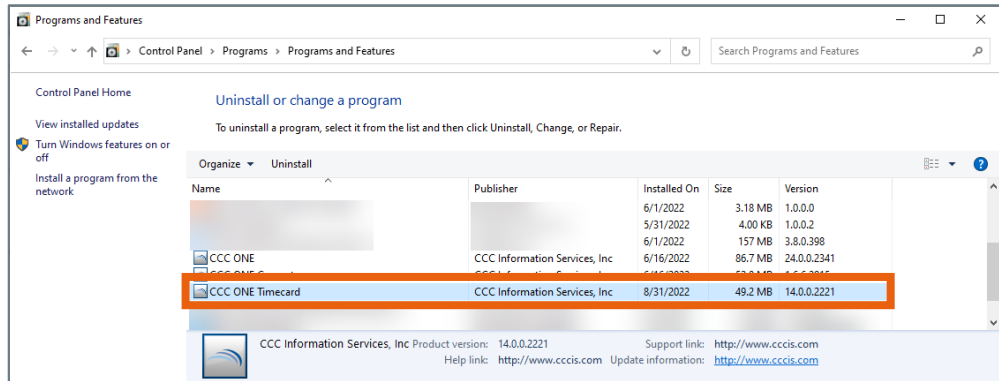 Programs and Features
Control Panel > Programs > Programs and Features
Search Programs and Features
Control Panel Home
View installed updates
Turn Windows features on or
off
Install a program from the
network
Uninstall or change a program
To uninstall a program, select it from the list and then click Uninstall, Change, or Repair.
Organize Uninstall
Name Publisher Installed On Size Version
6/1/2022 3.18 MB 1.0.0.0
5/31/2022 4.00 KB 1.0.0.2
6/1/2022 157 MB 3.8.0.398
CCC ONE CCC Information Services, Inc 6/16/2022 86.7 MB 24.0.0.2341
CCC ONE Timecard CCC Information Services, Inc 8/31/2022 49.2 MB 14.0.0.2221
CCC Information Services, Inc Product version: 14.0.0.2221 Support link: http://www.cccis.com
Help link: http://www.cccis.com Update information: http://www.cccis.com